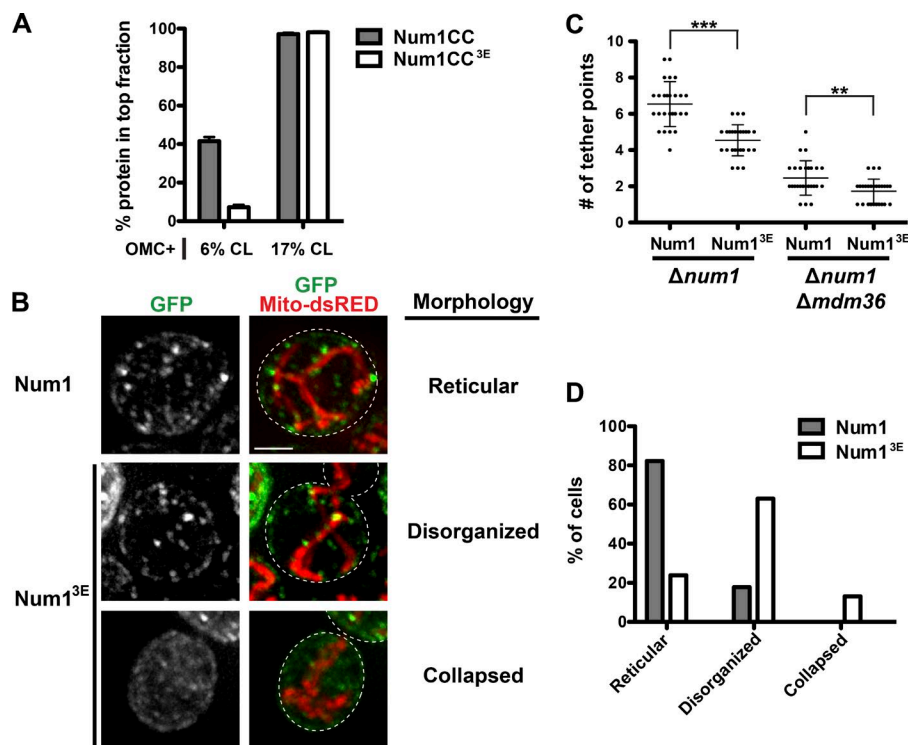 A
% protein in top fraction
100
80
60
40
20
0
OMC+
6% CL
17% CL
Num1CC
Num1CC3E
B
GFP
GFP
Mito-dsRED
Morphology
Num1
Reticular
Num13E
Disorganized
Collapsed
C
# of tether points
10
8
6
4
2
0
***
**
Num1
Num13E
Num1
Num13E
Δnum1
Δnum1
Δmdm36
D
% of cells
100
80
60
40
20
0
Num1
Num13E
Reticular
Disorganized
Collapsed